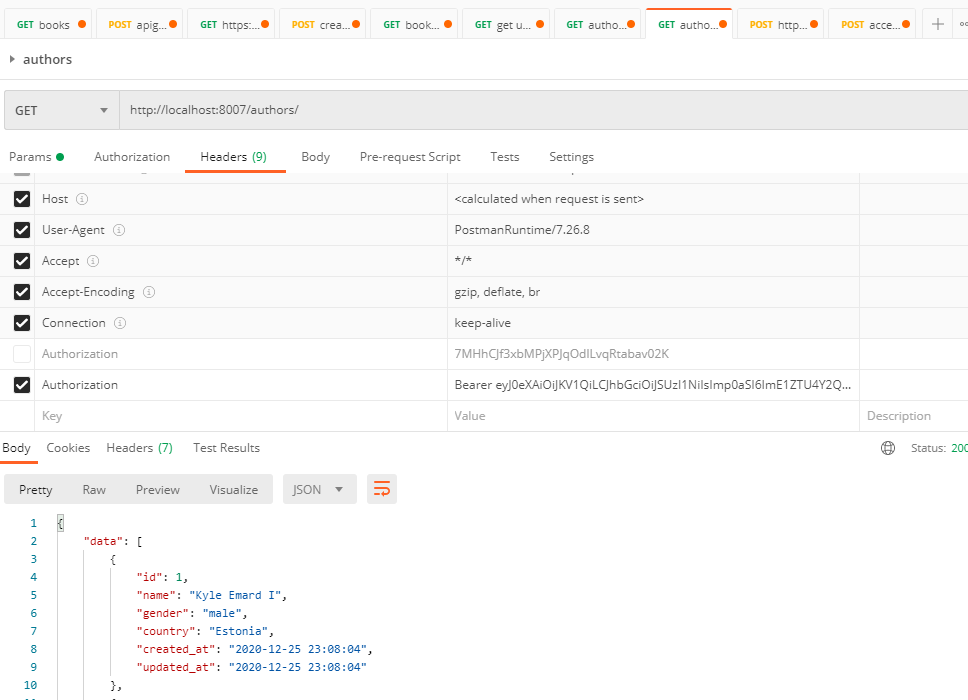 GET books POST apig... GET https:... POST crea... GET book... GET get u... GET autho... GET autho... POST http... POST acce...
authors
GET http://localhost:8007/authors/
Params Authorization Headers (9) Body Pre-request Script Tests Settings
Host <calculated when request is sent>
User-Agent PostmanRuntime/7.26.8
Accept */*
Accept-Encoding gzip, deflate, br
Connection keep-alive
Authorization 7MHhCJf3xbMPjXPJqOdILvqRtabav02K
Authorization Bearer eyJ0eXAiOiJKV1QiLCJhbGciOiJSUzI1NiIsImp0aSI6ImE1ZTU4Y2Q...
Key Value Description
Body Cookies Headers (7) Test Results Status: 200
Pretty Raw Preview Visualize JSON
1 {
2 "data": [
3 {
4 "id": 1,
5 "name": "Kyle Emard I",
6 "gender": "male",
7 "country": "Estonia",
8 "created_at": "2020-12-25 23:08:04",
9 "updated_at": "2020-12-25 23:08:04"
10 },